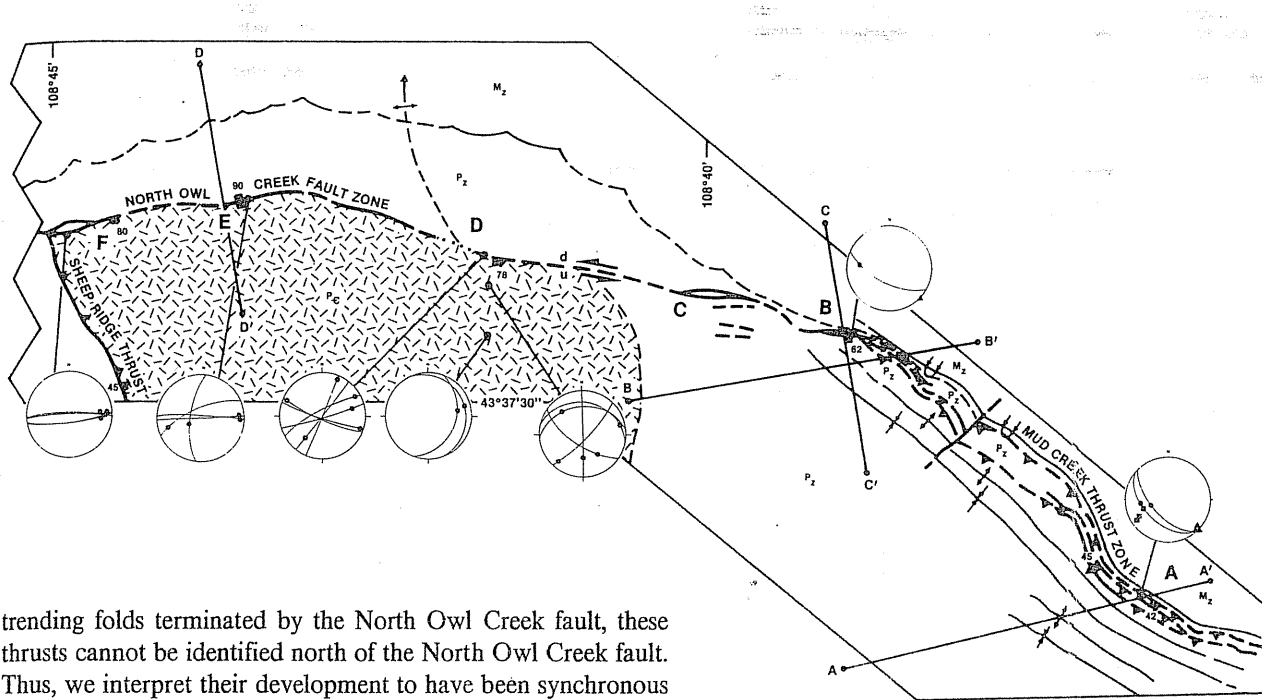 D
108°45'
Mz
108°40'
Pz
C
90
NORTH OWL CREEK FAULT ZONE
E
D
F
80
d
u
78
SHEEP RIDGE THRUST
P€
D'
C
B
62
B'
Pz
Mz
Pz
45
43°37'30"
B
Pz
MUD CREEK THRUST ZONE
Pz
C'
45
A
A'
Mz
42
A
trending folds terminated by the North Owl Creek fault, these
thrusts cannot be identified north of the North Owl Creek fault.
Thus, we interpret their development to have been synchronous